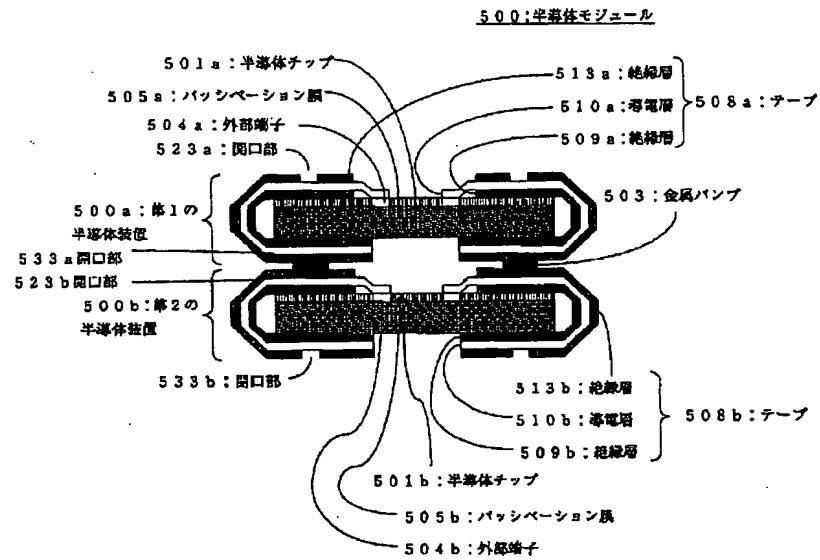 500:半導体モジュール
501a:半導体チップ
505a:パッシベーション膜
504a:外部端子
523a:開口部
513a:絶縁層
510a:導電層
509a:絶縁層
508a:テープ
503:金属バンプ
500a:第1の
半導体装置
533a開口部
523b開口部
500b:第2の
半導体装置
533b:開口部
513b:絶縁層
510b:導電層
509b:絶縁層
508b:テープ
501b:半導体チップ
505b:パッシベーション膜
504b:外部端子